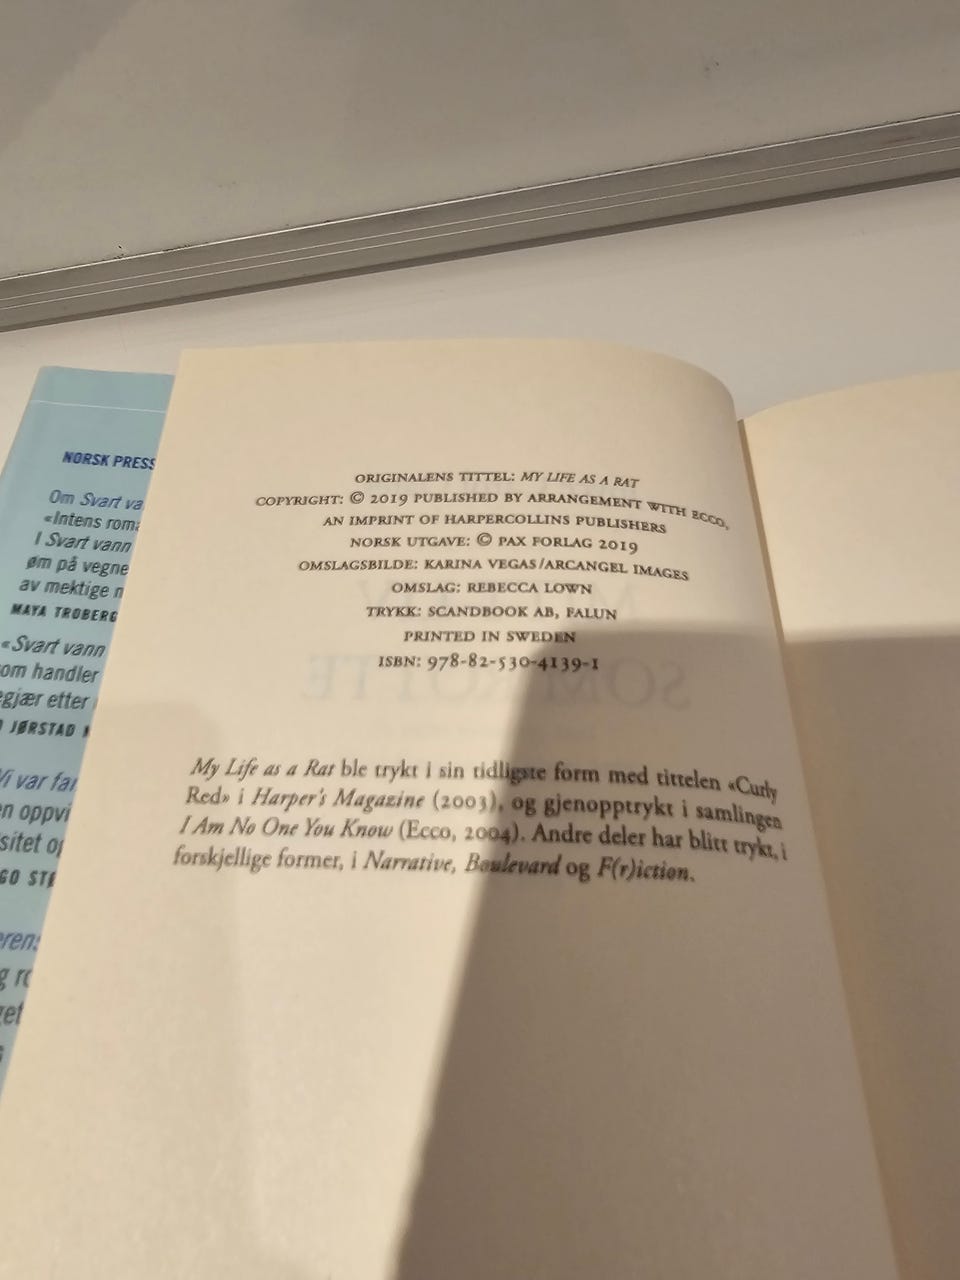 NORSK PRESS
Om Svart va
«Intens rom
I Svart vann
øm på vegne
av mektige
MAYA TROBERG
«Svart vann
om handler
gjær etter
JØRSTAD
Vi var far
en oppvi
sitet
GO
ORIGINALENS TITTEL: MY LIFE AS A RAT
COPYRIGHT: © 2019 PUBLISHED BY ARRANGEMENT WITH ECCO,
AN IMPRINT OF HARPERCOLLINS PUBLISHERS
NORSK UTGAVE: © PAX FORLAG 2019
OMSLAGSBILDE: KARINA VEGAS/ARCANGEL IMAGES
OMSLAG: REBECCA LOWN
TRYKK: SCANDBOOK AB, FALUN
PRINTED IN SWEDEN
ISBN: 978-82-530-4139-1
My Life as a Rat ble trykt i sin tidligste form med tittelen «Curly
Red» i Harper's Magazine (2003), og gjenopptrykt i samlingen
I Am No One You Know (Ecco, 2004). Andre deler har blitt trykt, i
forskjellige former, i Narrative, Boulevard og F(r)iction.